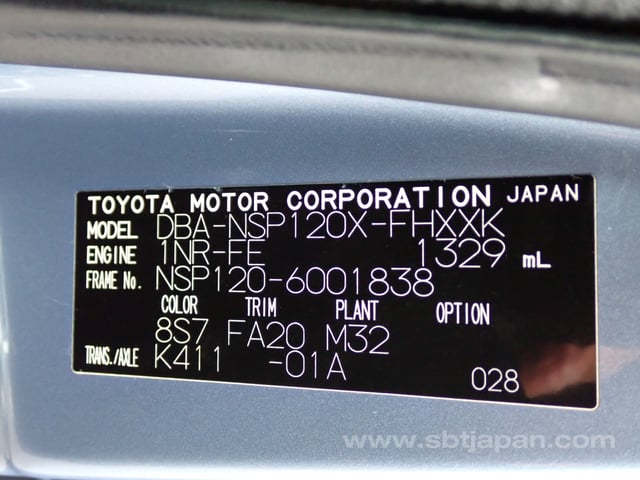 TOYOTA MOTOR CORPORATION JAPAN
MODEL DBA-NSP120X-FHXXK
ENGINE 1NR-FE 1329 mL
FRAME No. NSP120-6001838
COLOR TRIM PLANT OPTION
8S7 FA20 M32
TRANS./AXLE K411 -01A
028
www.sbtjapan.com